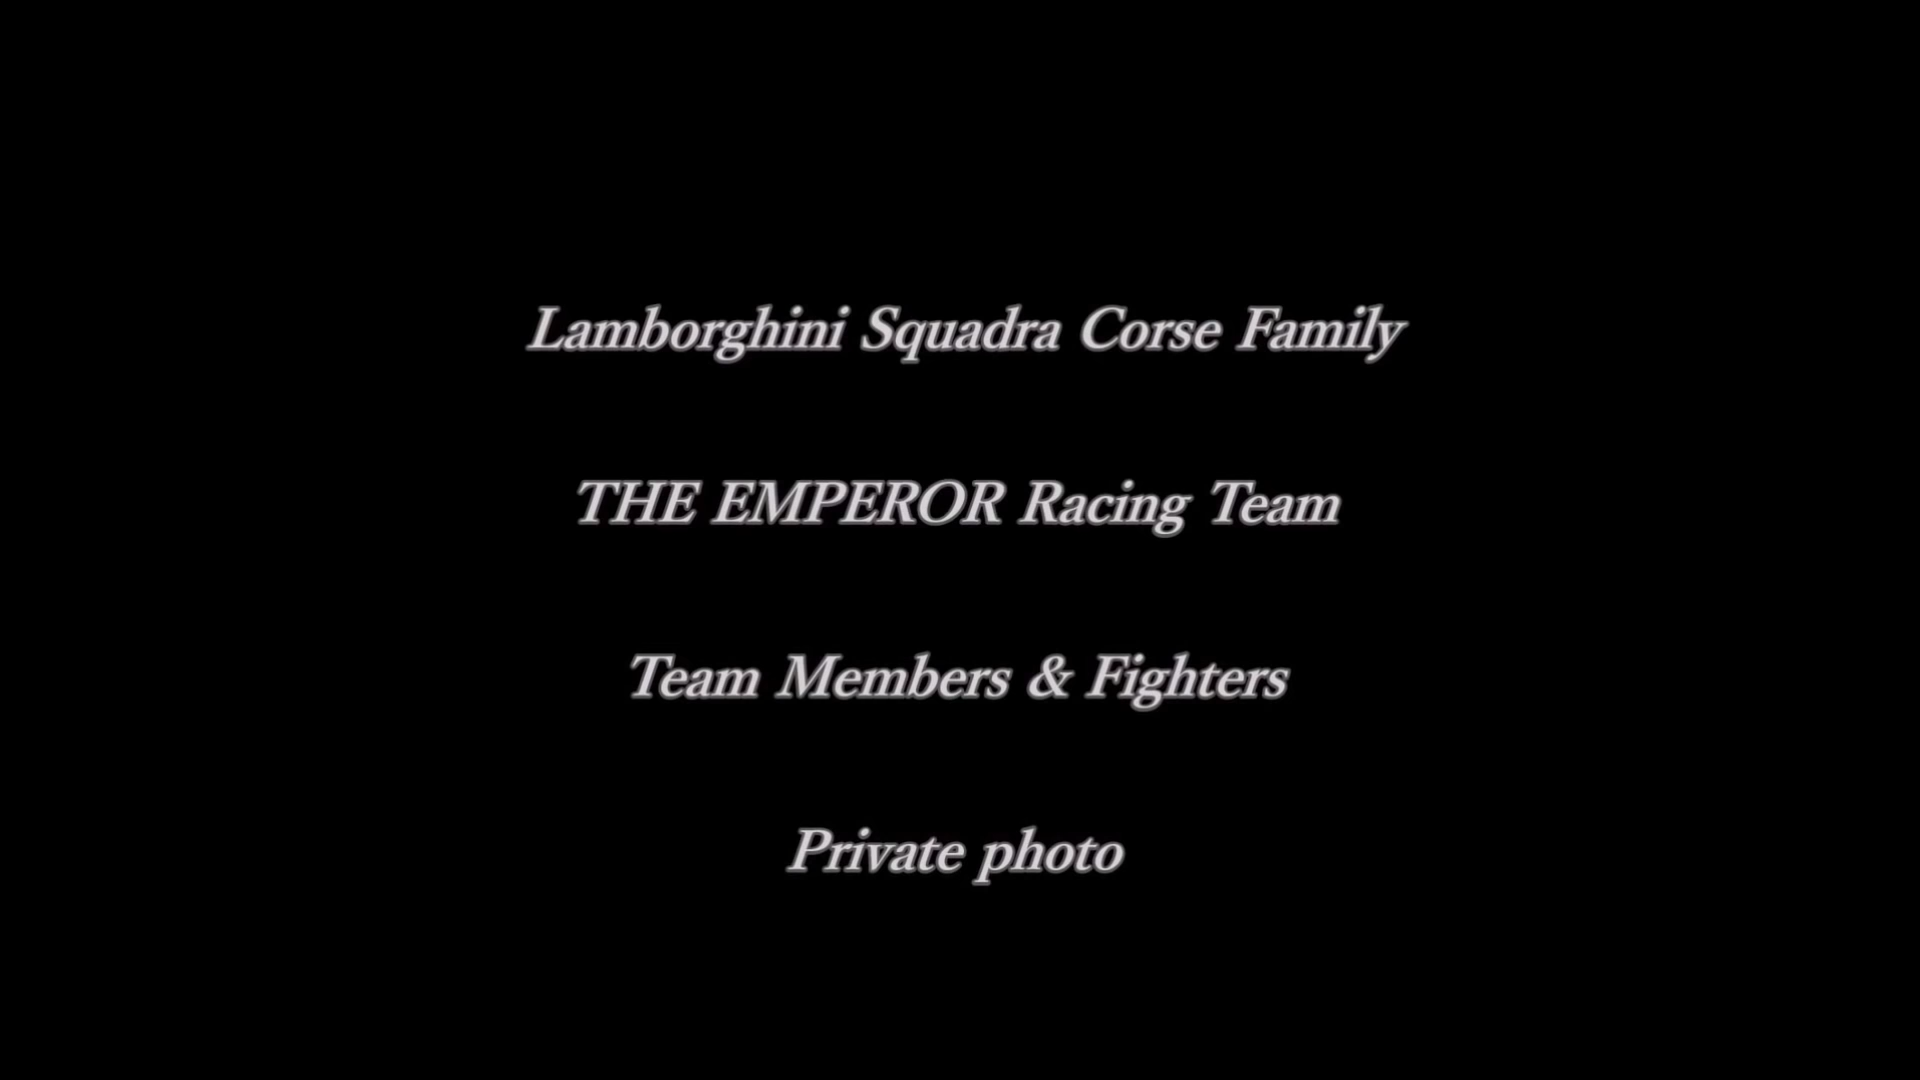 Lamborghini Squadra Corse Family
THE EMPEROR Racing Team
Team Members & Fighters
Private photo